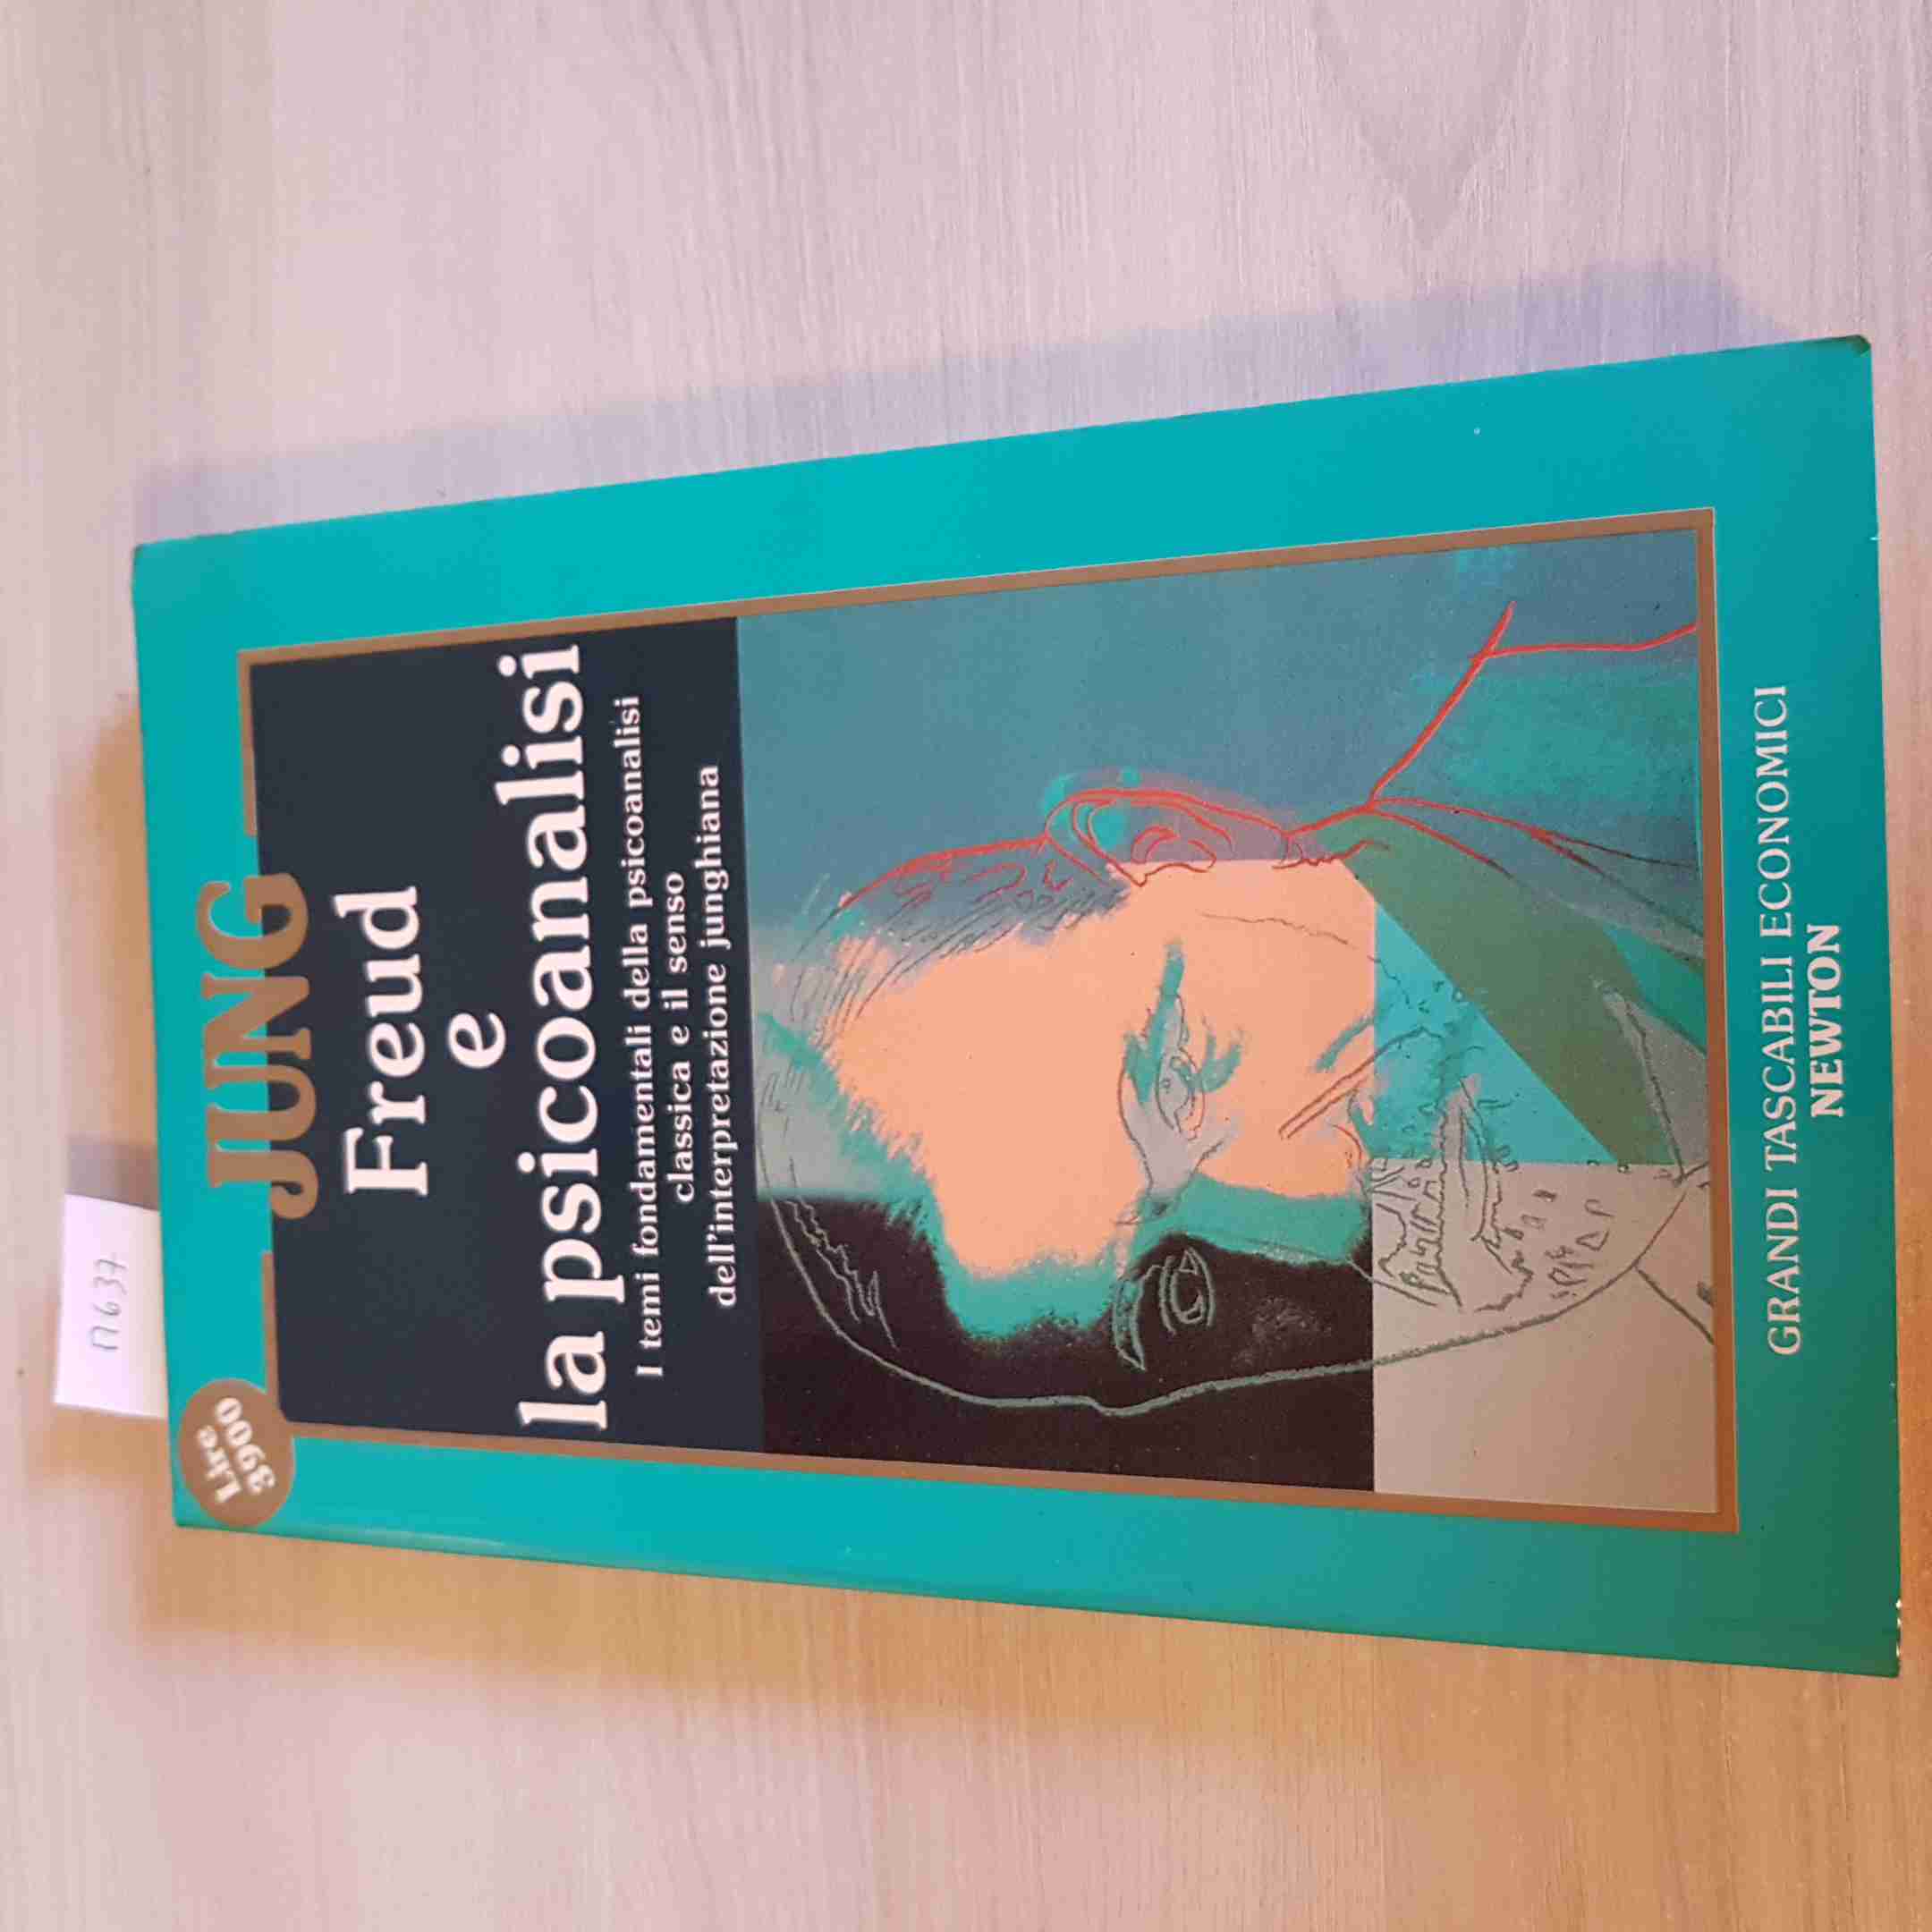 Π637
Lire
3900
JUNG
Freud
e
la psicoanalisi
I temi fondamentali della psicoanalisi
classica e il senso
dell'interpretazione junghiana
GRANDI TASCABILI ECONOMICI
NEWTON